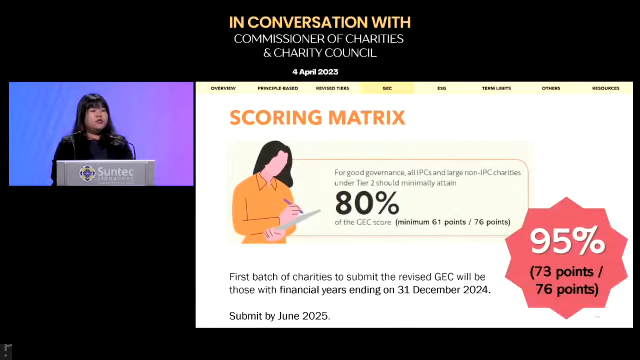 IN CONVERSATION WITH
COMMISSIONER OF CHARITIES
& CHARITY COUNCIL
4 April 2023
OVERVIEW PRINCIPLE-BASED REVISED TIERS GEC ESG TERM LIMITS OTHERS RESOURCES
SCORING MATRIX
For good governance, all IPCs and large non-IPC charities
under Tier 2 should minimally attain
80%
of the GEC score. (minimum 61 points / 76 points)
95%
(73 points /
76 points)
First batch of charities to submit the revised GEC will be
those with financial years ending on 31 December 2024.
Submit by June 2025.
Suntec